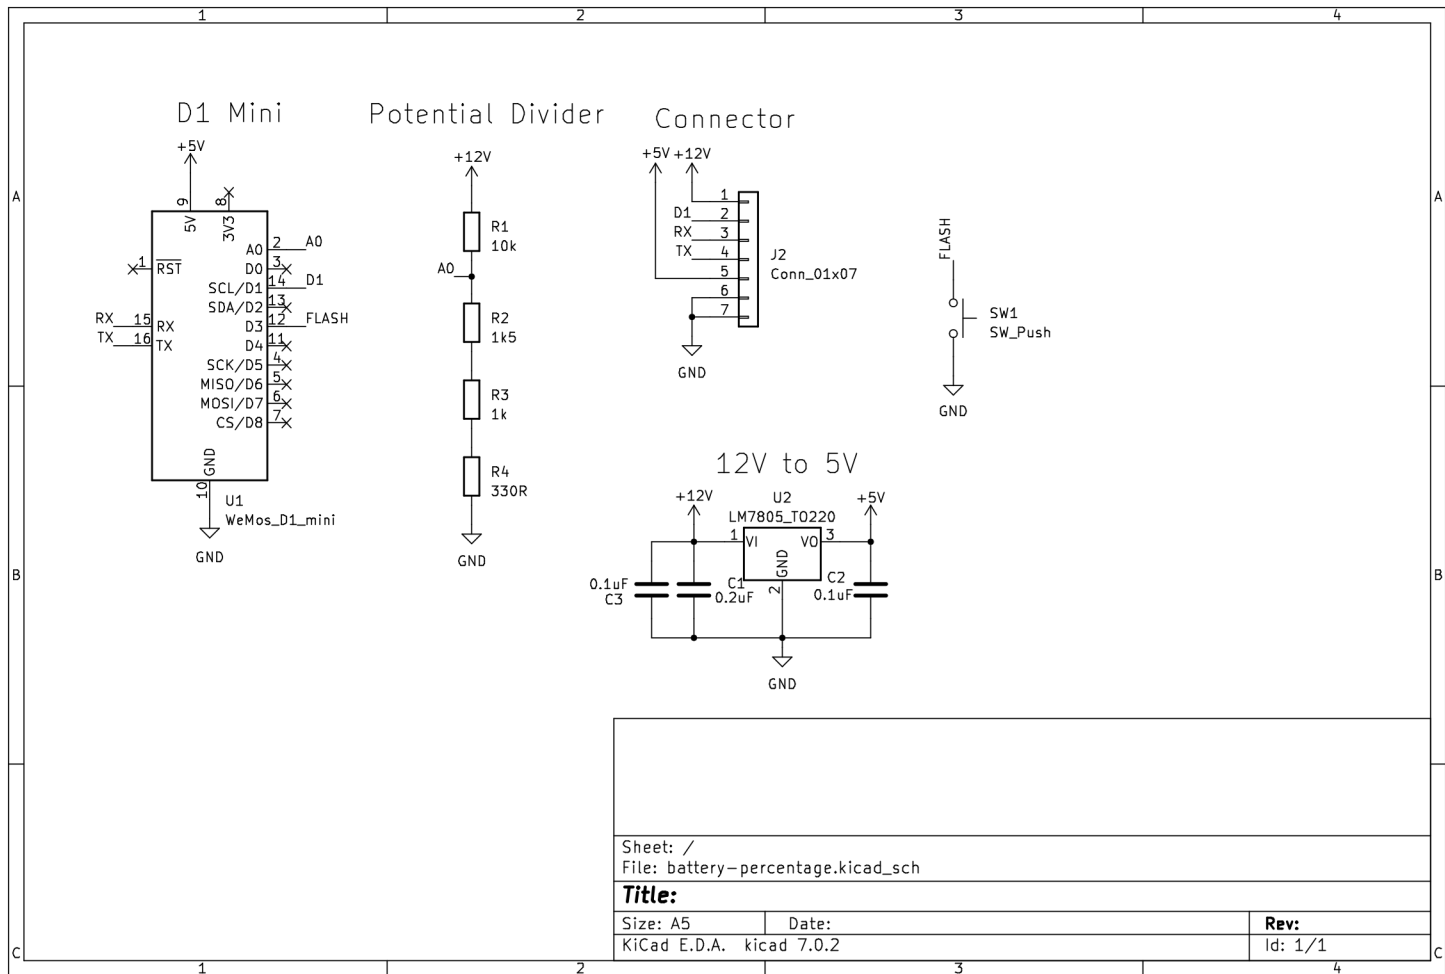 1 2 3 4
A A
B B
C C
1 2 3 4
D1 Mini
+5V
9 8
5V 3V3
1 RST
RX 15 RX
TX 16 TX
A0 2 A0
D0 3
SCL/D1 14 D1
SDA/D2 13
D3 12 FLASH
D4 11
SCK/D5 4
MISO/D6 5
MOSI/D7 6
CS/D8 7
GND
10
U1
WeMos_D1_mini
GND
Potential Divider
+12V
R1
10k
A0
R2
1k5
R3
1k
R4
330R
GND
Connector
+5V +12V
1
D1 2
RX 3
TX 4
5
6
7
J2
Conn_01x07
GND
FLASH
SW1
SW_Push
GND
12V to 5V
+12V U2 +5V
LM7805_TO220
1 VI VO 3
GND
2
0.1uF
C3
C1
0.2uF
C2
0.1uF
GND
Sheet: /
File: battery-percentage.kicad_sch
Title:
Size: A5 Date: Rev:
KiCad E.D.A. kicad 7.0.2 Id: 1/1